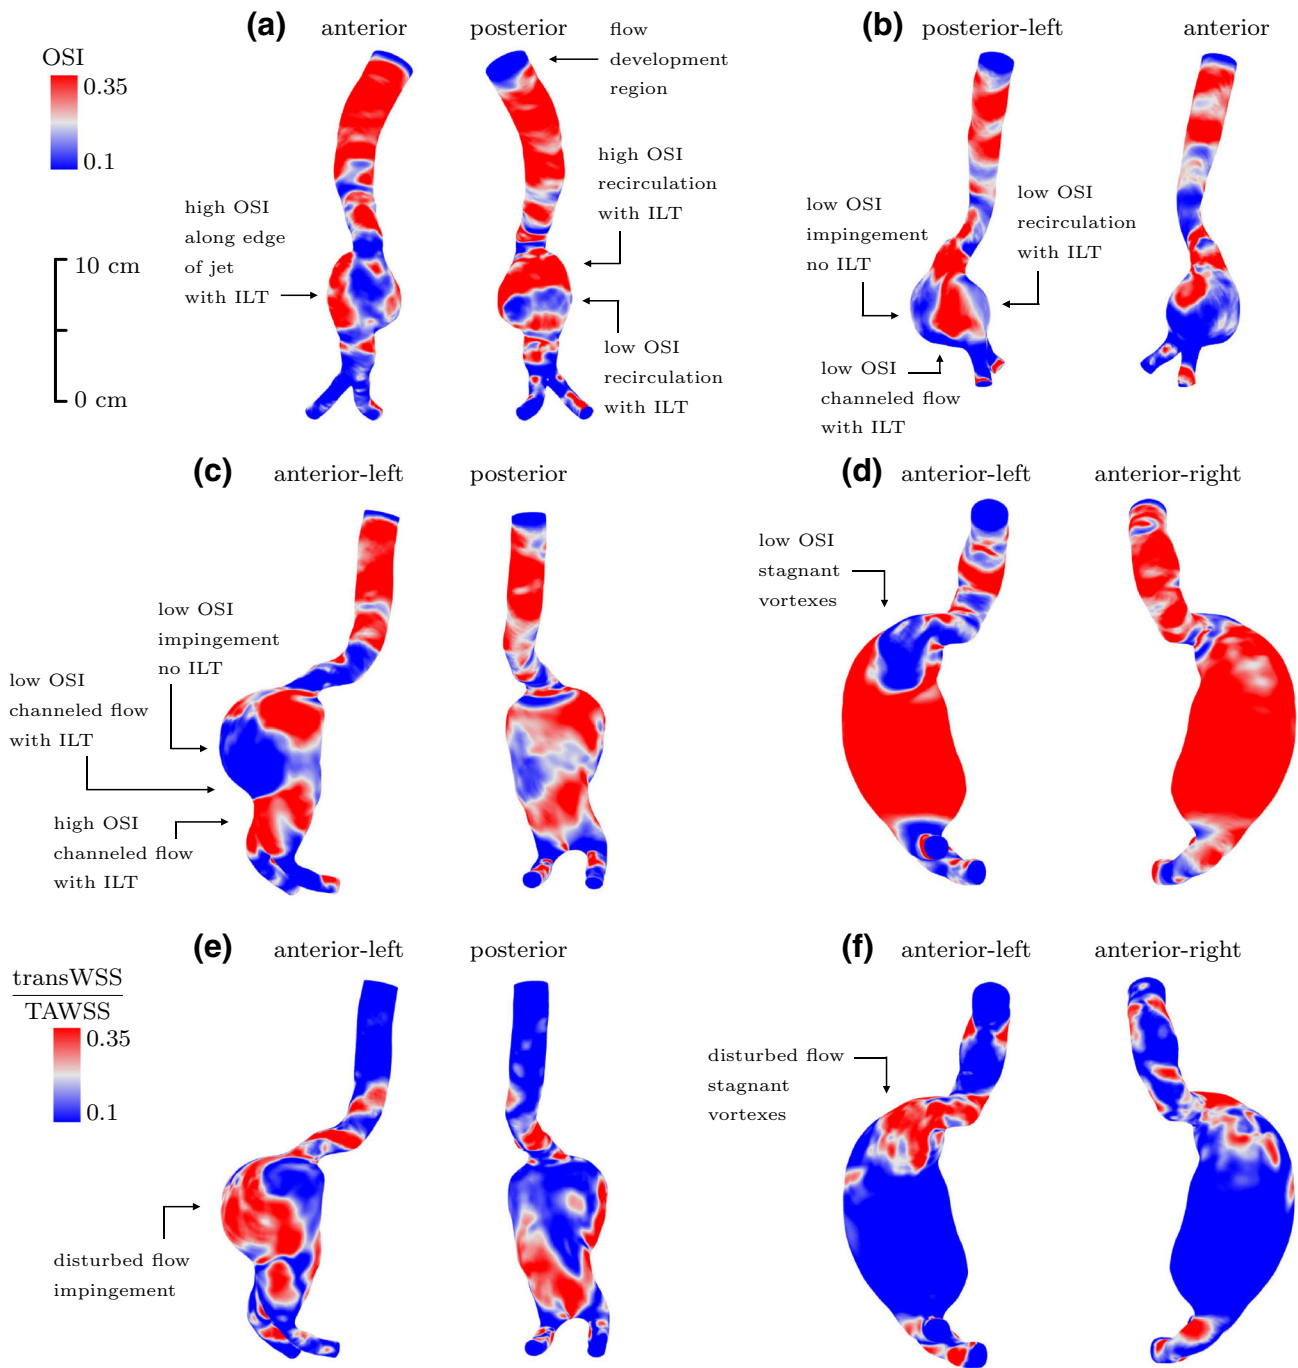 (a)
anterior
posterior
flow
development
region
OSI
0.35
0.1
high OSI
recirculation
with ILT
high OSI
along edge
of jet
with ILT
low OSI
recirculation
with ILT
10 cm
0 cm
(b)
posterior-left
anterior
low OSI
impingement
no ILT
low OSI
recirculation
with ILT
low OSI
channeled flow
with ILT
(c)
anterior-left
posterior
low OSI
impingement
no ILT
low OSI
channeled flow
with ILT
high OSI
channeled flow
with ILT
(d)
anterior-left
anterior-right
low OSI
stagnant
vortexes
(e)
anterior-left
posterior
transWSS
TAWSS
0.35
0.1
disturbed flow
impingement
(f)
anterior-left
anterior-right
disturbed flow
stagnant
vortexes